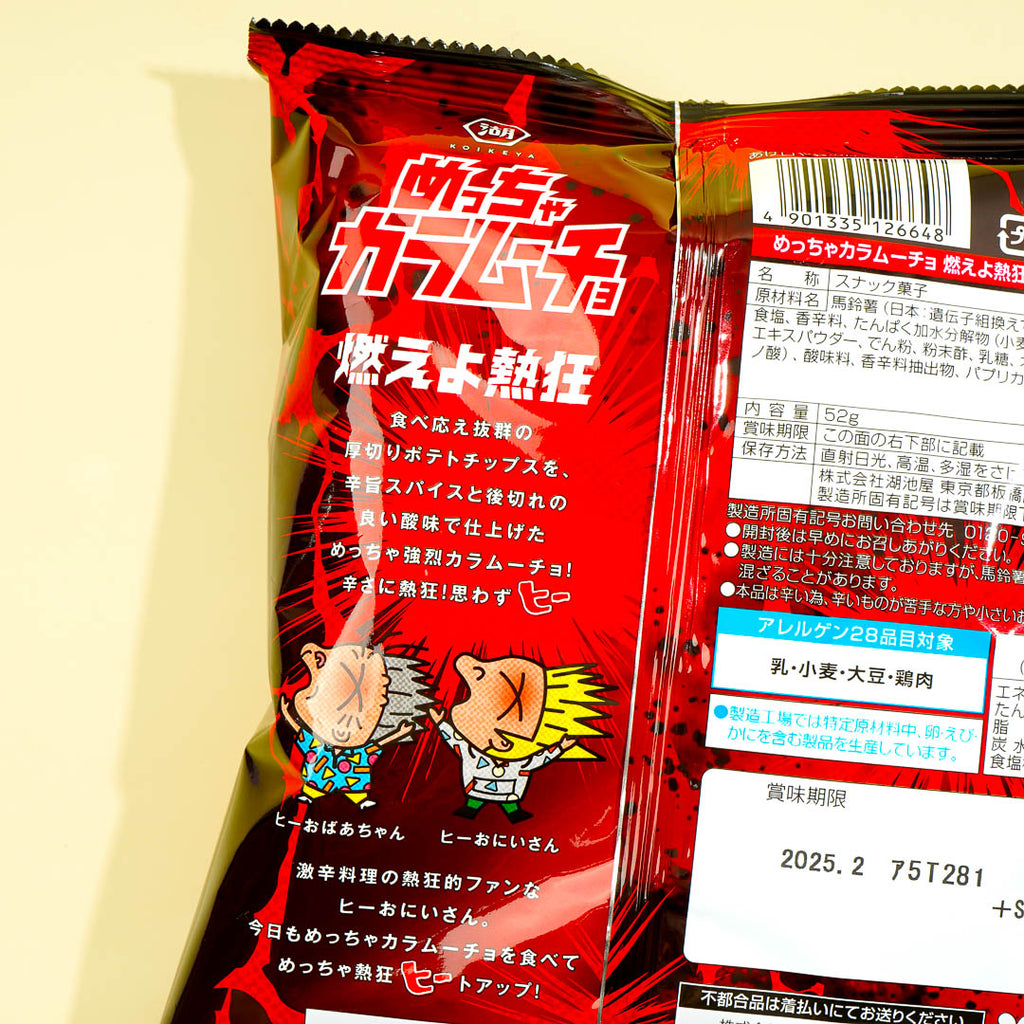 湖
KOIKEYA
めっちゃ
カラムーチョ
燃えよ熱狂
食べ応え抜群の
厚切りポテトチップスを、
辛旨スパイスと後切れの
良い酸味で仕上げた
めっちゃ強烈カラムーチョ!
辛さに熱狂!思わずヒー
ヒーおばあちゃん
ヒーおにいさん
激辛料理の熱狂的ファンな
ヒーおにいさん。
今日もめっちゃカラムーチョを食べて
めっちゃ熱狂ヒートアップ!
4 901335 126648
めっちゃカラムーチョ 燃えよ熱狂
名称 スナック菓子
原材料名 馬鈴薯(日本:遺伝子組換え
食塩、香辛料、たんぱく加水分解物(小麦
エキスパウダー、でん粉、粉末酢、乳糖、
ノ酸)、酸味料、香辛料抽出物、パプリカ
内容量 52g
賞味期限 この面の右下部に記載
保存方法 直射日光、高温、多湿をさけ
株式会社湖池屋 東京都板橋
製造所固有記号は賞味期限
製造所固有記号お問い合わせ先 0120-9
●開封後は早めにお召しあがりください。
●製造には十分注意しておりますが、馬鈴薯
混ざることがあります。
●本品は辛い為、辛いものが苦手な方や小さいお
アレルゲン28品目対象
乳・小麦・大豆・鶏肉
●製造工場では特定原材料中、卵・えび・
かにを含む製品を生産しています。
エネ
たん
脂
炭水
食塩
賞味期限
2025.2 ア5T281
+S
不都合品は着払いにてお送りください